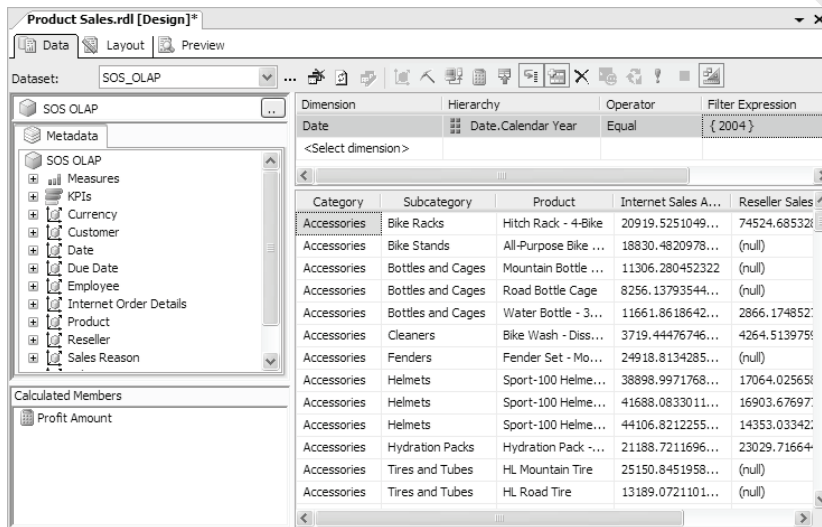 Product Sales.rdl [Design]*
Data Layout Preview
Dataset: SOS_OLAP ...
SOS OLAP ..
Metadata
SOS OLAP
Measures
KPIs
Currency
Customer
Date
Due Date
Employee
Internet Order Details
Product
Reseller
Sales Reason
Calculated Members
Profit Amount
Dimension Hierarchy Operator Filter Expression
Date Date.Calendar Year Equal { 2004 }
<Select dimension>
Category Subcategory Product Internet Sales A... Reseller Sales
Accessories Bike Racks Hitch Rack - 4-Bike 20919.5251049... 74524.685328
Accessories Bike Stands All-Purpose Bike ... 18830.4820978... (null)
Accessories Bottles and Cages Mountain Bottle ... 11306.280452322 (null)
Accessories Bottles and Cages Road Bottle Cage 8256.13793544... (null)
Accessories Bottles and Cages Water Bottle - 3... 11661.8618642... 2866.1748527
Accessories Cleaners Bike Wash - Diss... 3719.44476746... 4264.5139759
Accessories Fenders Fender Set - Mo... 24918.8134285... (null)
Accessories Helmets Sport-100 Helme... 38898.9971768... 17064.025658
Accessories Helmets Sport-100 Helme... 41688.0833011... 16903.676977
Accessories Helmets Sport-100 Helme... 44106.8212255... 14353.033422
Accessories Hydration Packs Hydration Pack -... 21188.7211696... 23029.716644
Accessories Tires and Tubes HL Mountain Tire 25150.8451958... (null)
Accessories Tires and Tubes HL Road Tire 13189.0721101... (null)